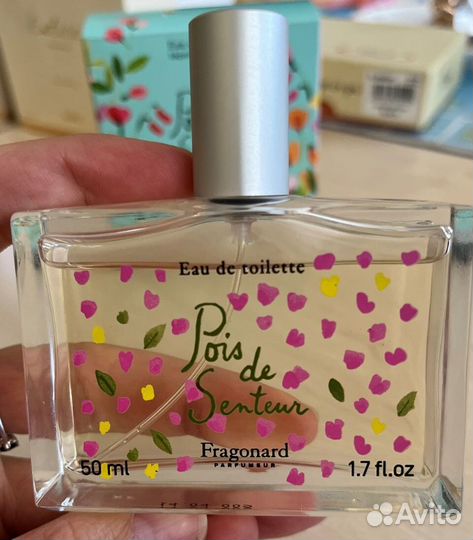 Eau de toilette
Pois de
Senteur
Fragonard
PARFUMEUR
50 ml
1.7 fl.oz
Avito